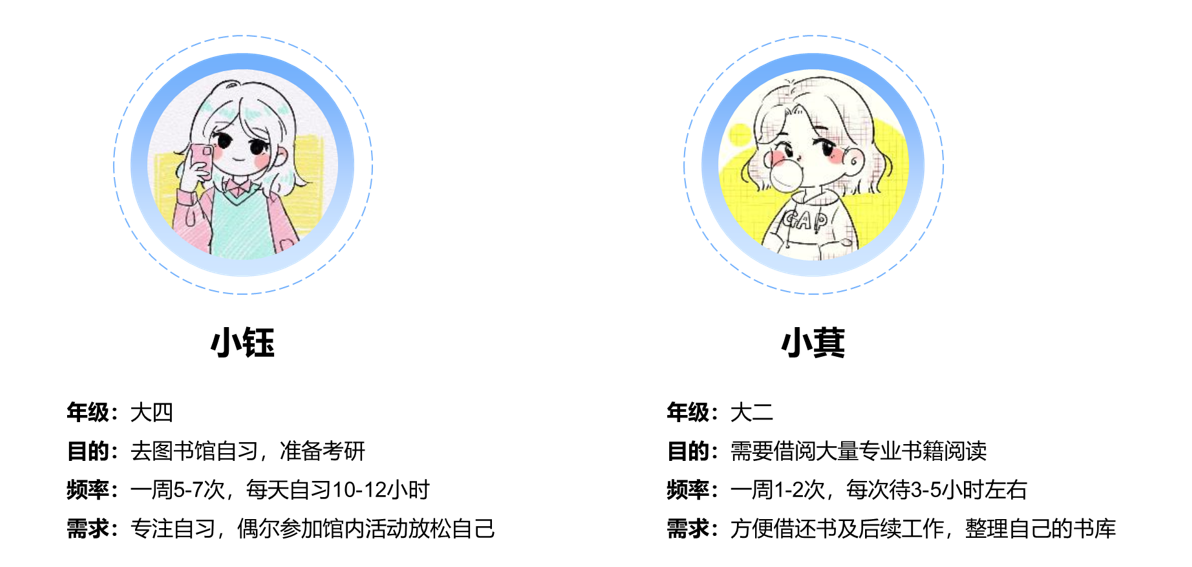 GAP
小钰
年级：大四
目的：去图书馆自习，准备考研
频率：一周5-7次，每天自习10-12小时
需求：专注自习，偶尔参加馆内活动放松自己
小萁
年级：大二
目的：需要借阅大量专业书籍阅读
频率：一周1-2次，每次待3-5小时左右
需求：方便借还书及后续工作，整理自己的书库